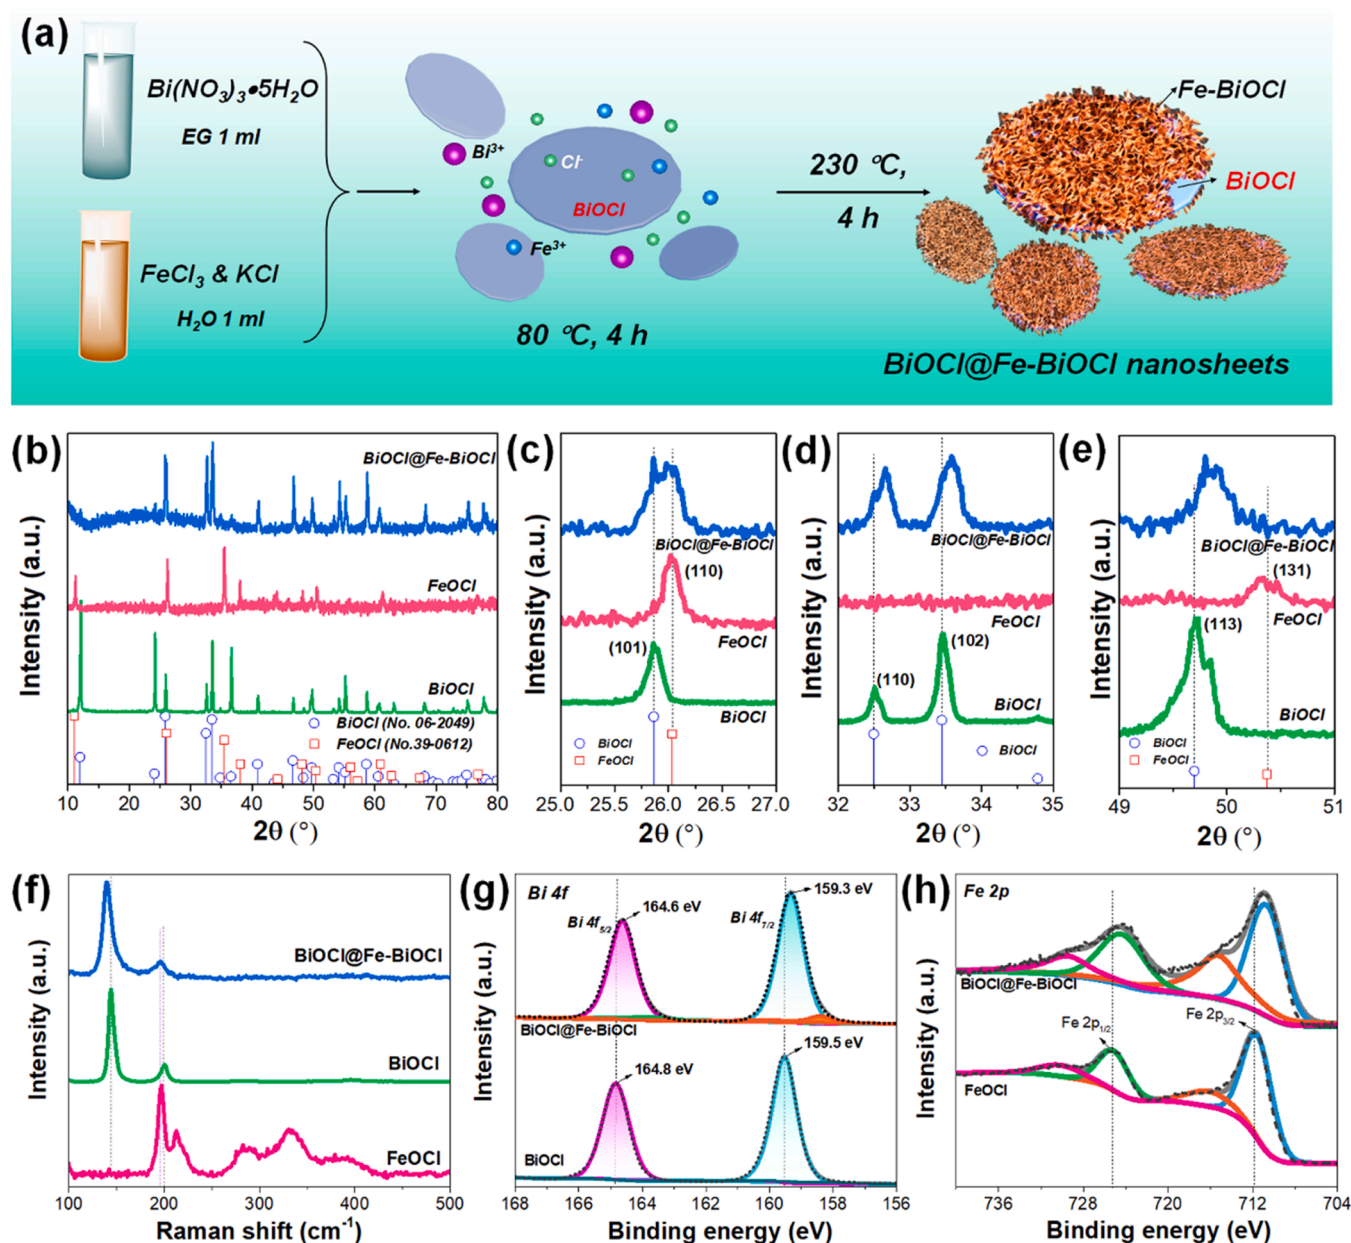 (a)
Bi(NO₃)₃•5H₂O
EG 1 ml
FeCl₃ & KCl
H₂O 1 ml
Bi³⁺
Cl⁻
BiOCl
Fe³⁺
80 °C, 4 h
230 °C,
4 h
Fe-BiOCl
BiOCl
BiOCl@Fe-BiOCl nanosheets
(b)
Intensity (a.u.)
BiOCl@Fe-BiOCl
FeOCl
BiOCl
BiOCl (No. 06-2049)
FeOCl (No.39-0612)
10 20 30 40 50 60 70 80
2θ (°)
(c)
Intensity (a.u.)
BiOCl@Fe-BiOCl
(110)
FeOCl
(101)
BiOCl
BiOCl
FeOCl
25.0 25.5 26.0 26.5 27.0
2θ (°)
(d)
Intensity (a.u.)
BiOCl@Fe-BiOCl
FeOCl
(102)
(110)
BiOCl
BiOCl
32 33 34 35
2θ (°)
(e)
Intensity (a.u.)
BiOCl@Fe-BiOCl
(131)
FeOCl
(113)
BiOCl
BiOCl
FeOCl
49 50 51
2θ (°)
(f)
Intensity (a.u.)
BiOCl@Fe-BiOCl
BiOCl
FeOCl
100 200 300 400 500
Raman shift (cm⁻¹)
(g)
Intensity (a.u.)
Bi 4f
159.3 eV
164.6 eV
Bi 4f₅/₂
Bi 4f₇/₂
BiOCl@Fe-BiOCl
159.5 eV
164.8 eV
BiOCl
168 166 164 162 160 158 156
Binding energy (eV)
(h)
Intensity (a.u.)
Fe 2p
BiOCl@Fe-BiOCl
Fe 2p₁/₂
Fe 2p₃/₂
FeOCl
736 728 720 712 704
Binding energy (eV)